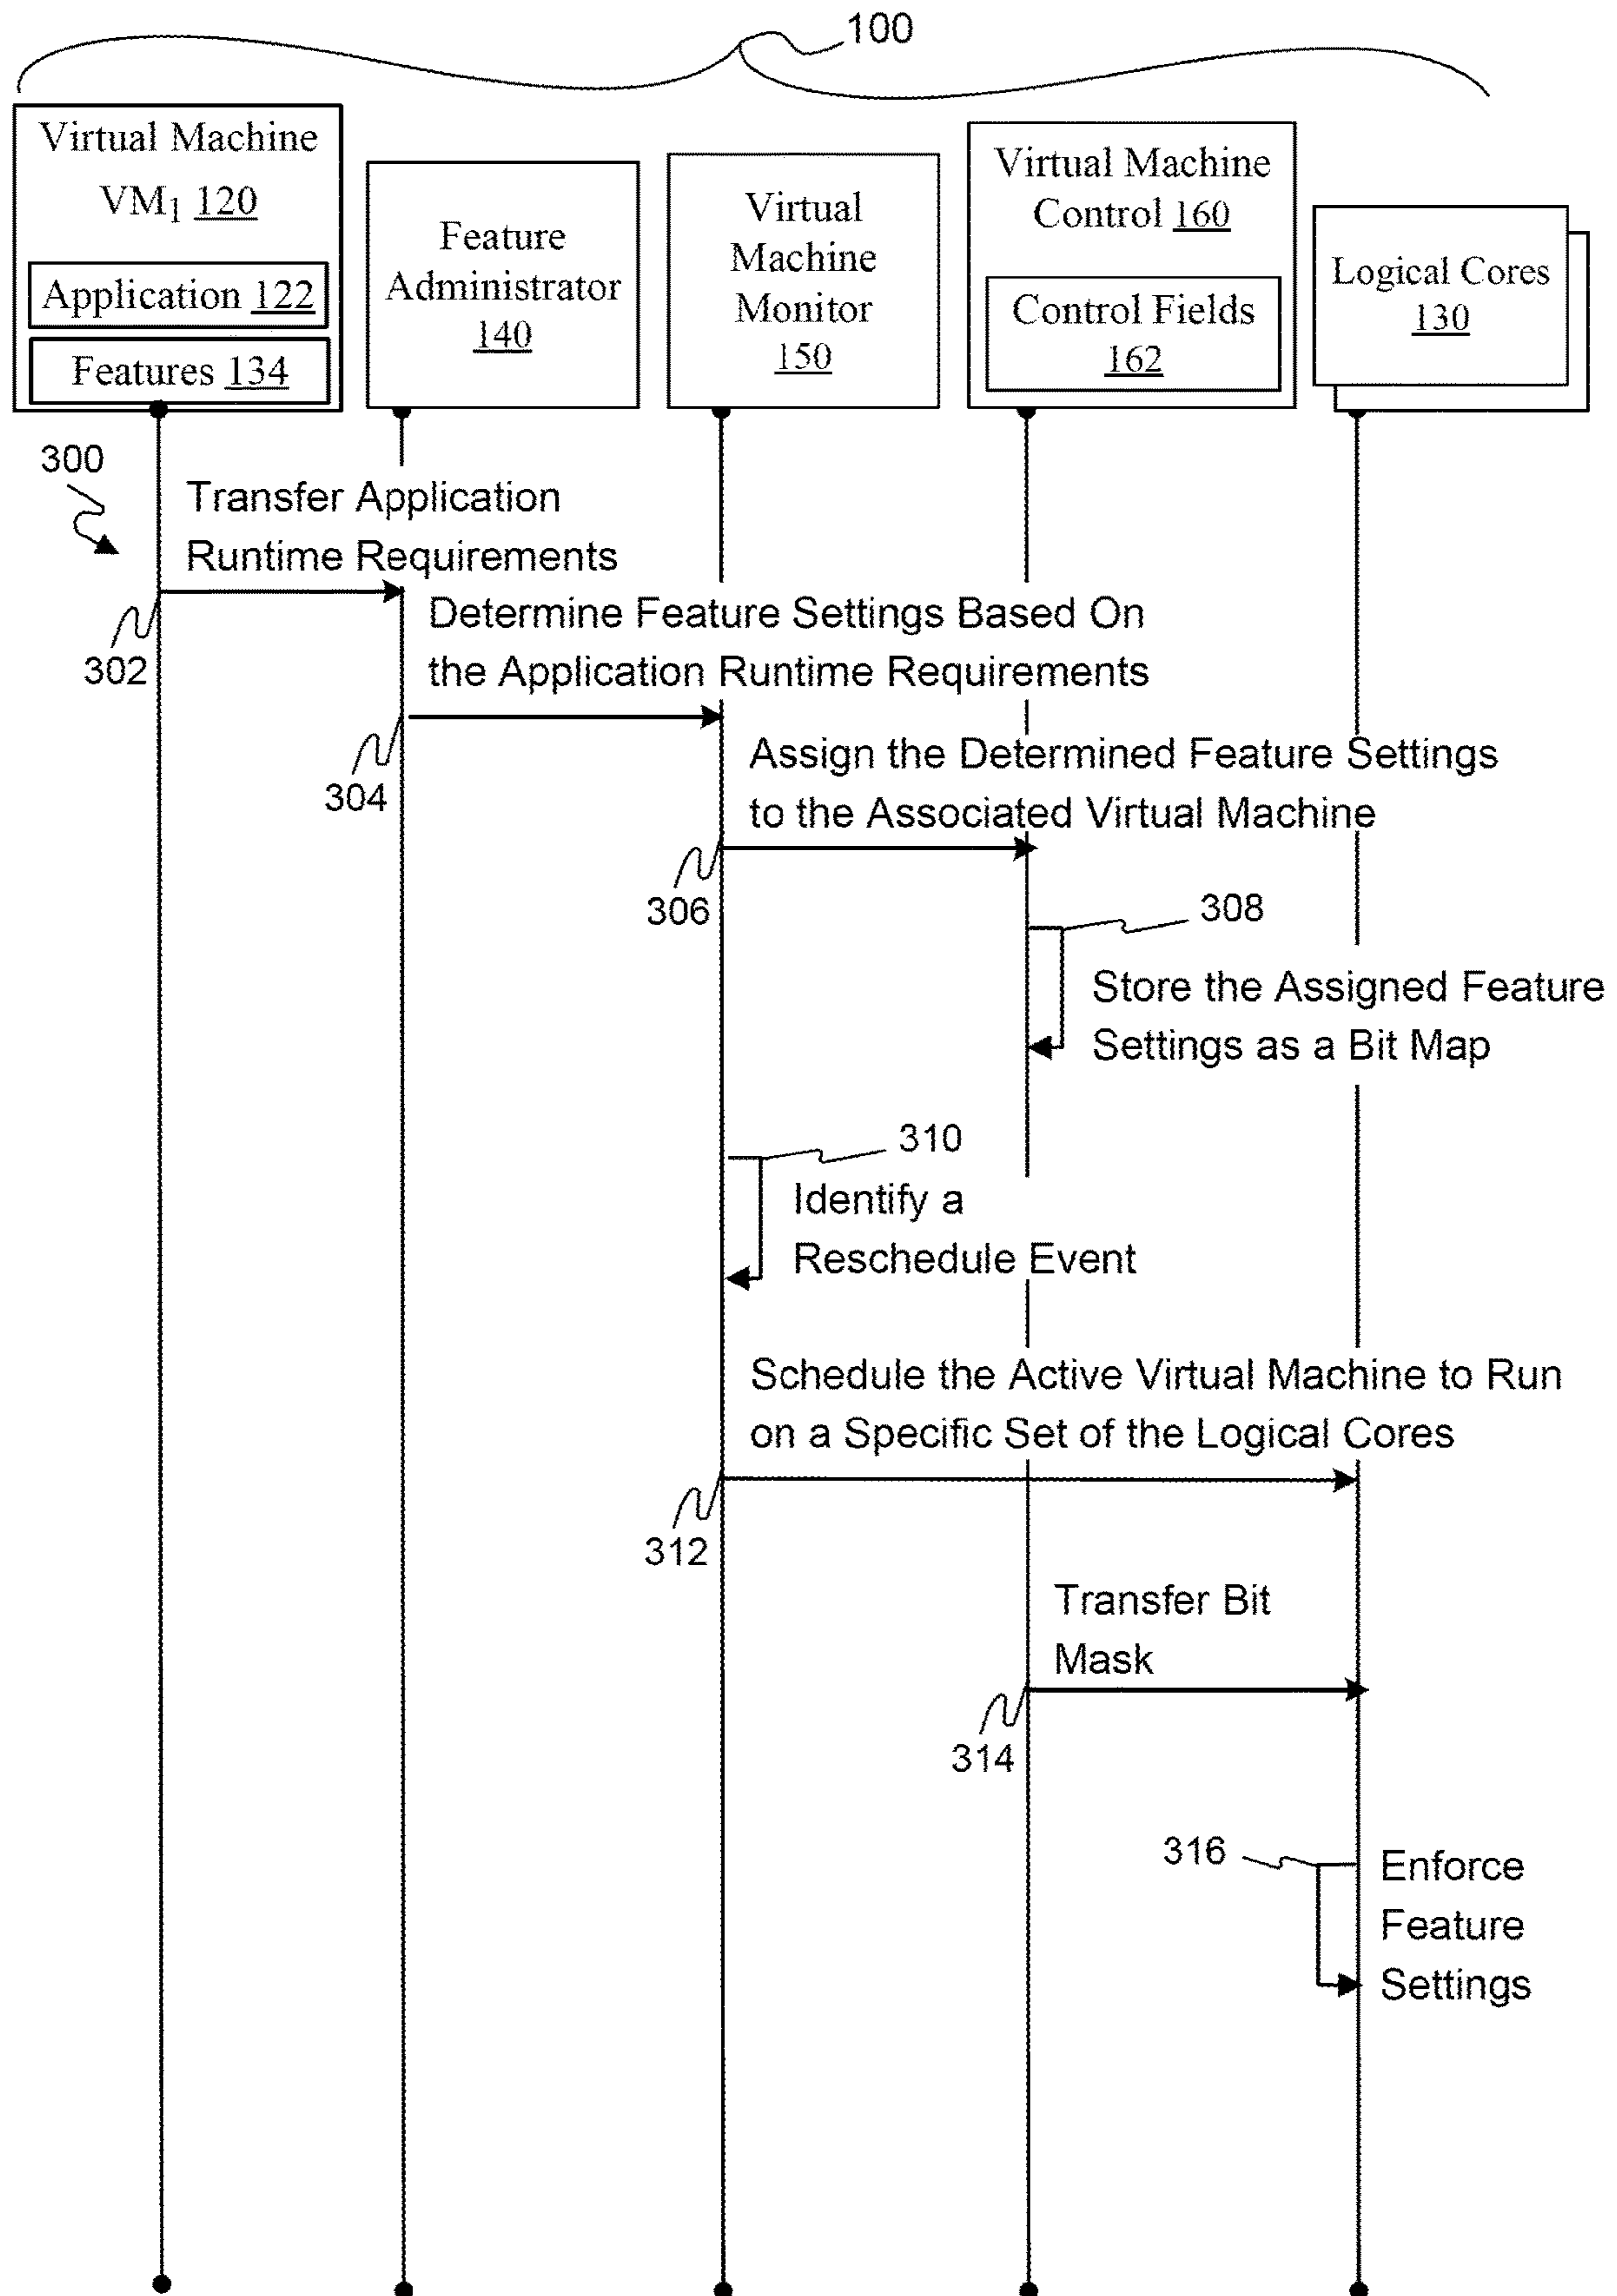 100
Virtual Machine
VM1 120
Application 122
Features 134
Feature
Administrator
140
Virtual
Machine
Monitor
150
Virtual Machine
Control 160
Control Fields
162
Logical Cores
130
300
Transfer Application
Runtime Requirements
302
Determine Feature Settings Based On
the Application Runtime Requirements
304
Assign the Determined Feature Settings
to the Associated Virtual Machine
306
308
Store the Assigned Feature
Settings as a Bit Map
310
Identify a
Reschedule Event
Schedule the Active Virtual Machine to Run
on a Specific Set of the Logical Cores
312
Transfer Bit
Mask
314
316
Enforce
Feature
Settings